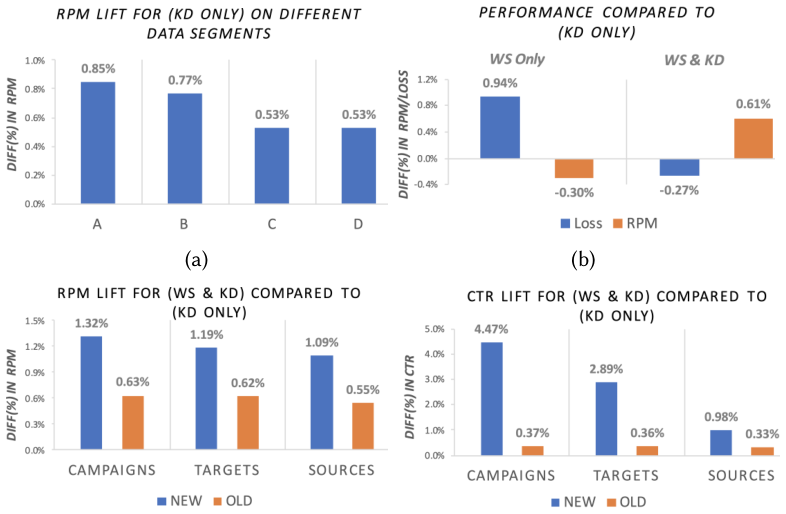 RPM LIFT FOR (KD ONLY) ON DIFFERENT
DATA SEGMENTS
DIFF(%) IN RPM
1.0%
0.8%
0.6%
0.4%
0.2%
0.0%
0.85%
0.77%
0.53%
0.53%
A B C D
(a)
PERFORMANCE COMPARED TO
(KD ONLY)
WS Only WS & KD
DIFF(%) IN RPM/LOSS
1.2%
0.8%
0.4%
0.0%
-0.4%
0.94%
-0.30%
-0.27%
0.61%
Loss RPM
(b)
RPM LIFT FOR (WS & KD) COMPARED TO
(KD ONLY)
DIFF(%) IN RPM
1.5%
1.2%
0.9%
0.6%
0.3%
0.0%
1.32%
0.63%
1.19%
0.62%
1.09%
0.55%
CAMPAIGNS TARGETS SOURCES
NEW OLD
CTR LIFT FOR (WS & KD) COMPARED TO
(KD ONLY)
DIFF(%) IN CTR
5.0%
4.0%
3.0%
2.0%
1.0%
0.0%
4.47%
0.37%
2.89%
0.36%
0.98%
0.33%
CAMPAIGNS TARGETS SOURCES
NEW OLD